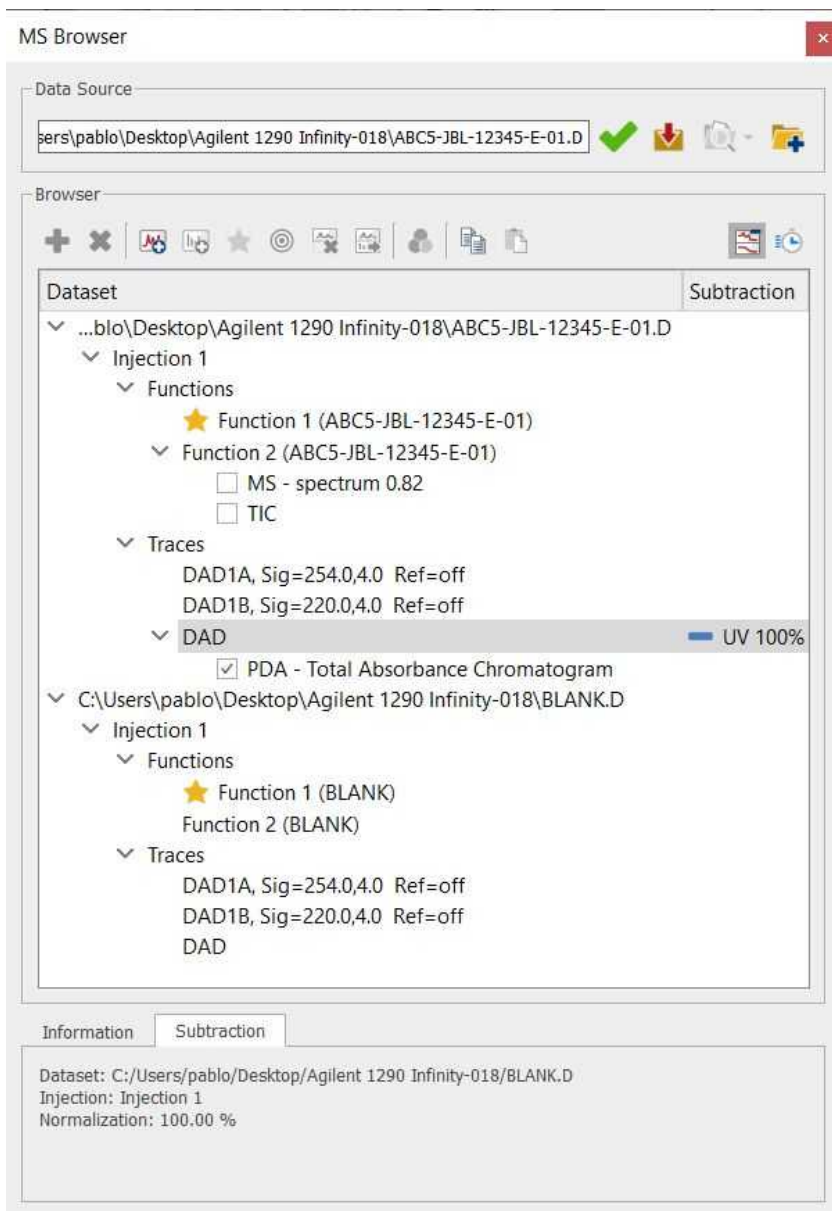 MS Browser
Data Source
sers\pablo\Desktop\Agilent 1290 Infinity-018\ABC5-JBL-12345-E-01.D
Browser
Dataset Subtraction
...blo\Desktop\Agilent 1290 Infinity-018\ABC5-JBL-12345-E-01.D
Injection 1
Functions
Function 1 (ABC5-JBL-12345-E-01)
Function 2 (ABC5-JBL-12345-E-01)
MS - spectrum 0.82
TIC
Traces
DAD1A, Sig=254.0,4.0 Ref=off
DAD1B, Sig=220.0,4.0 Ref=off
DAD UV 100%
PDA - Total Absorbance Chromatogram
C:\Users\pablo\Desktop\Agilent 1290 Infinity-018\BLANK.D
Injection 1
Functions
Function 1 (BLANK)
Function 2 (BLANK)
Traces
DAD1A, Sig=254.0,4.0 Ref=off
DAD1B, Sig=220.0,4.0 Ref=off
DAD
Information Subtraction
Dataset: C:/Users/pablo/Desktop/Agilent 1290 Infinity-018/BLANK.D
Injection: Injection 1
Normalization: 100.00 %